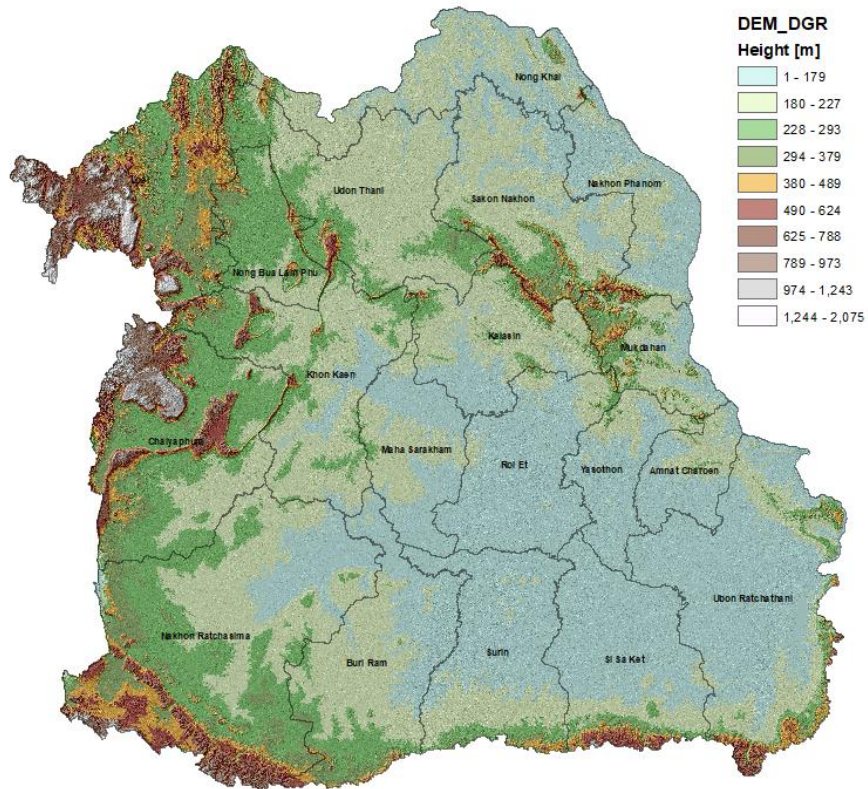 DEM_DGR
Height [m]
1 - 179
180 - 227
228 - 293
294 - 379
380 - 489
490 - 624
625 - 788
789 - 973
974 - 1,243
1,244 - 2,075
Nong Khai
Udon Thani
Nakhon Phanom
Sakon Nakhon
Nong Bua Lam Phu
Kalasin
Mukdahan
Khon Kaen
Chaiyaphum
Maha Sarakham
Roi Et
Yasothon
Amnat Charoen
Ubon Ratchathani
Nakhon Ratchasima
Buri Ram
Surin
Si Sa Ket